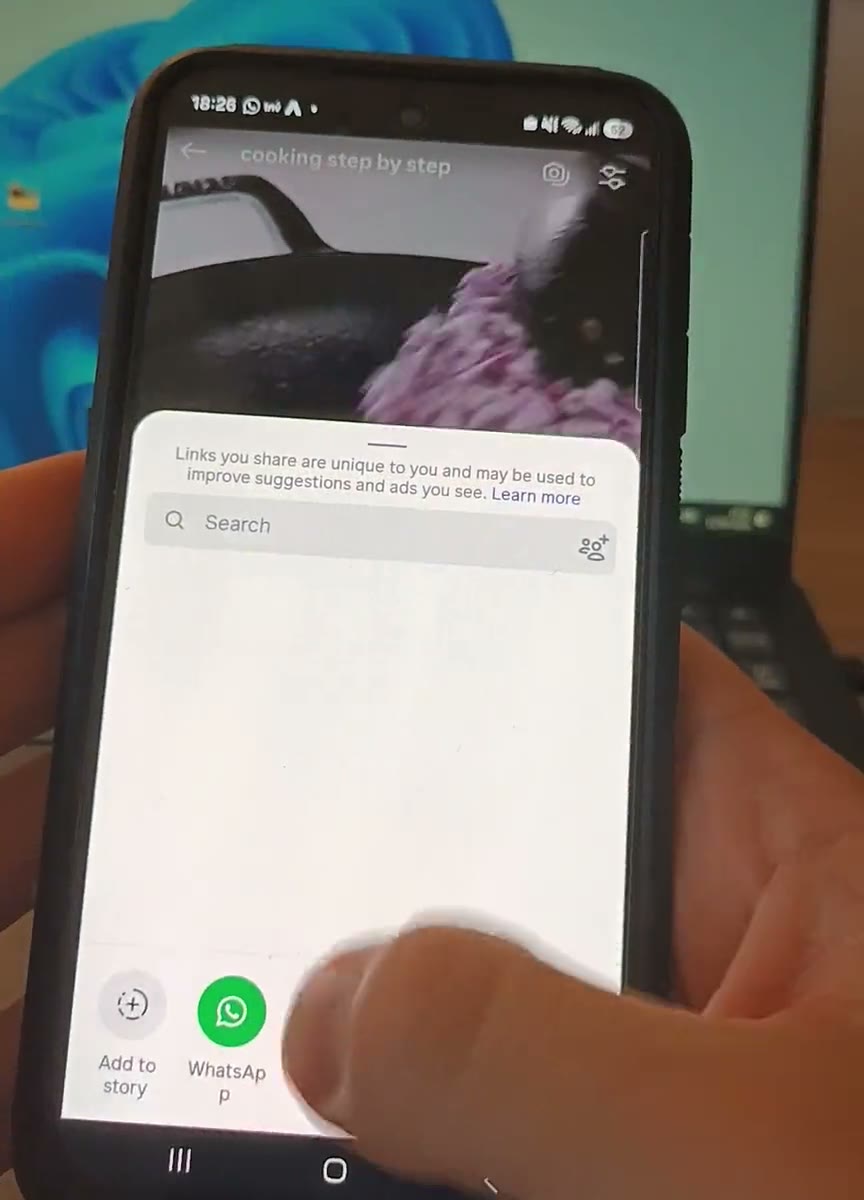 18:26
52
cooking step by step
Links you share are unique to you and may be used to
improve suggestions and ads you see. Learn more
Search
Add to
story
WhatsAp
p